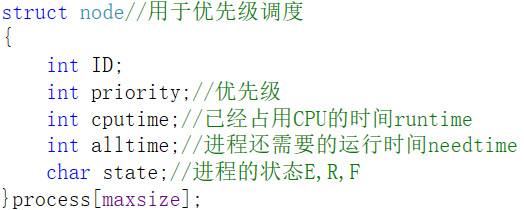 struct node//用于优先级调度
{
int ID;
int priority;//优先级
int cputime;//已经占用CPU的时间runtime
int alltime;//进程还需要的运行时间needtime
char state;//进程的状态E,R,F
}process[maxsize];